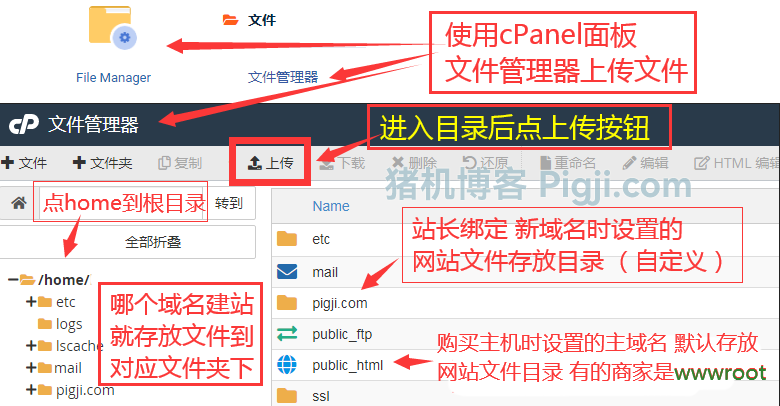 文件
使用cPanel面板
文件管理器上传文件
File Manager
文件管理器
cP 文件管理器
进入目录后点上传按钮
文件 文件夹 复制 上传 下载 删除 还原 重命名 编辑 HTML 编辑
猪机博客 Pigji.com
点home到根目录 转到
全部折叠
Name
etc
mail
pigji.com
public_ftp
public_html
ssl
站长绑定 新域名时设置的
网站文件存放目录（自定义）
购买主机时设置的主域名 默认存放
网站文件目录 有的商家是wwwroot
/home/
etc
logs
lscache
mail
pigji.com
哪个域名建站
就存放文件到
对应文件夹下